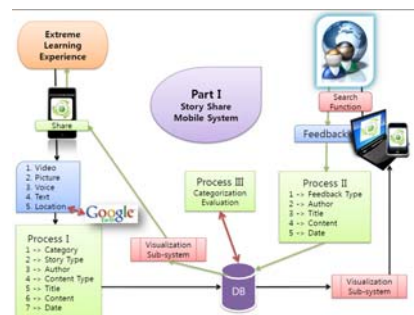 Extreme
Learning
Experience
Share
1. Video
2. Picture
3. Voice
4. Text
5. Location
Google
Process I
1 -> Category
2 -> Story Type
3 -> Author
4 -> Content Type
5 -> Title
6 -> Content
7 -> Date
Part I
Story Share
Mobile System
Process III
Categorization
Evaluation
Visualization
Sub-system
DB
Search
Function
Feedback
Process II
1 -> Feedback Type
2 -> Author
3 -> Title
4 -> Content
5 -> Date
Visualization
Sub-system